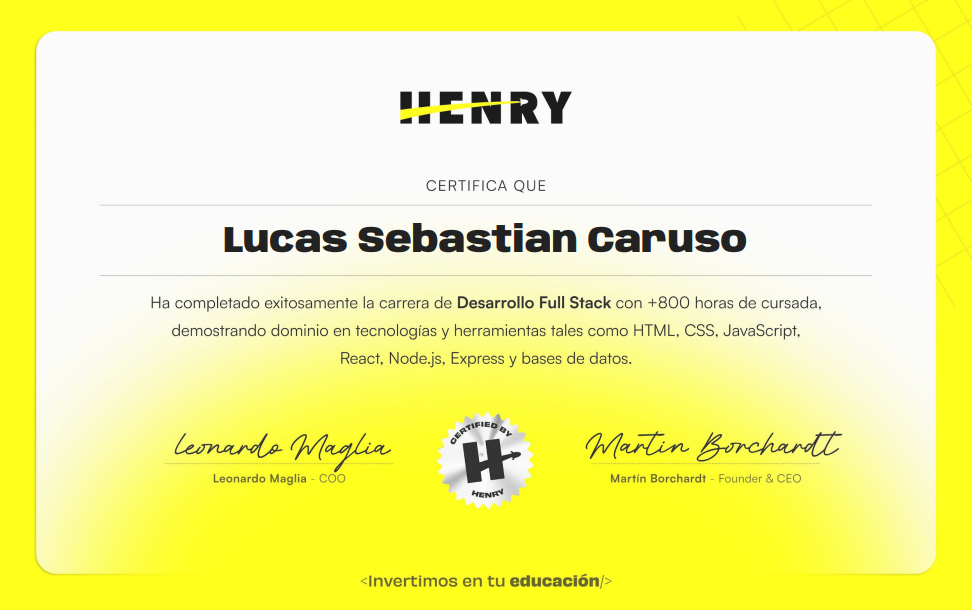 HENRY
CERTIFICA QUE
Lucas Sebastian Caruso
Ha completado exitosamente la carrera de Desarrollo Full Stack con +800 horas de cursada,
demostrando dominio en tecnologías y herramientas tales como HTML, CSS, JavaScript,
React, Node.js, Express y bases de datos.
Leonardo Maglia
Leonardo Maglia - COO
CERTIFIED BY
H
HENRY
Martin Borchardt
Martín Borchardt - Founder & CEO
<Invertimos en tu educación/>